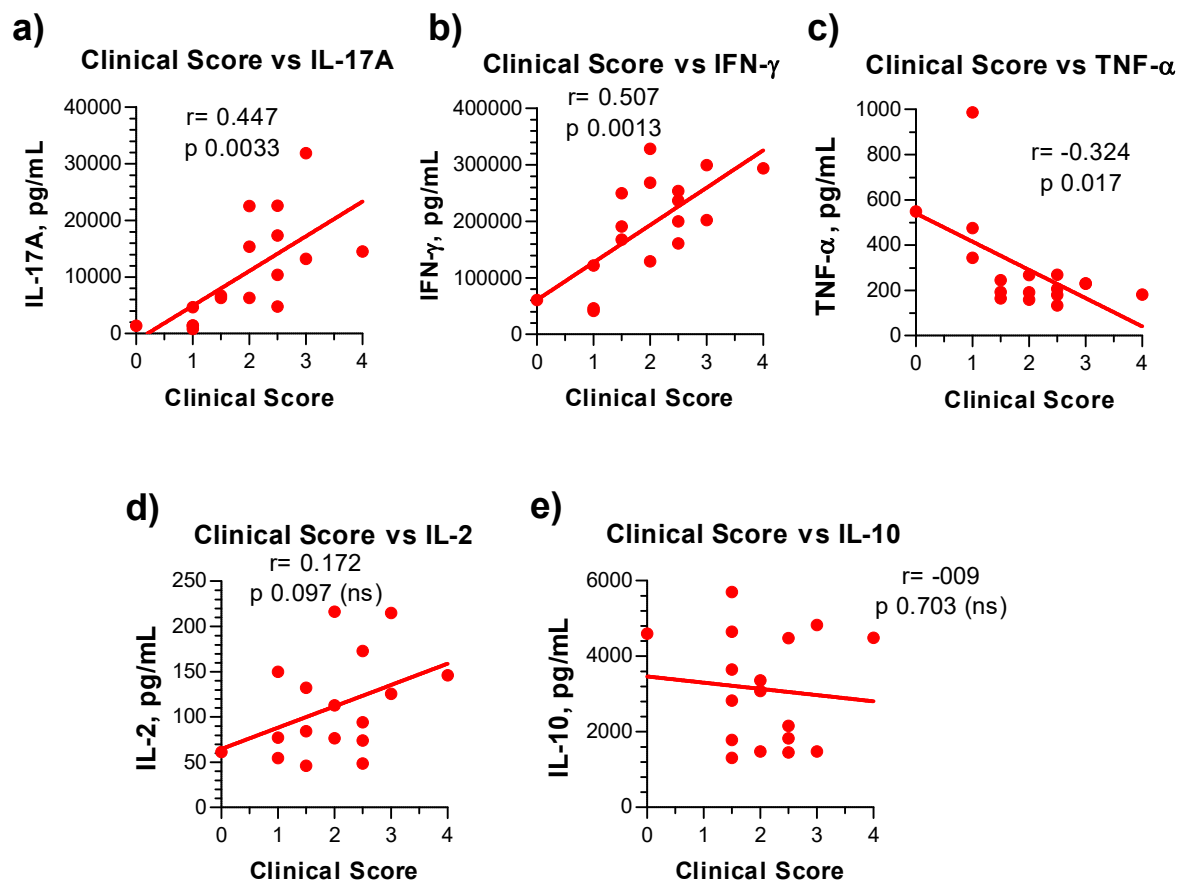 a)
Clinical Score vs IL-17A
r= 0.447
p 0.0033
40000
30000
20000
10000
0
IL-17A, pg/mL
0 1 2 3 4
Clinical Score
b)
Clinical Score vs IFN-γ
r= 0.507
p 0.0013
400000
300000
200000
100000
0
IFN-γ, pg/mL
0 1 2 3 4
Clinical Score
c)
Clinical Score vs TNF-α
r= -0.324
p 0.017
1000
800
600
400
200
0
TNF-α, pg/mL
0 1 2 3 4
Clinical Score
d)
Clinical Score vs IL-2
r= 0.172
p 0.097 (ns)
250
200
150
100
50
0
IL-2, pg/mL
0 1 2 3 4
Clinical Score
e)
Clinical Score vs IL-10
r= -009
p 0.703 (ns)
6000
4000
2000
0
IL-10, pg/mL
0 1 2 3 4
Clinical Score